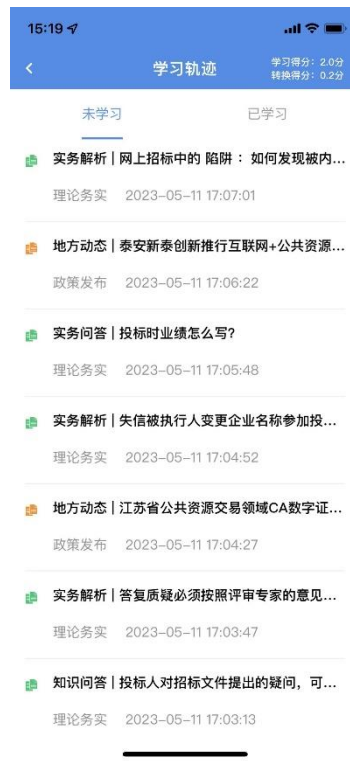 15:19
学习轨迹
学习得分：2.0分
转换得分：0.2分
未学习
已学习
实务解析 | 网上招标中的 陷阱 ：如何发现被内...
理论务实 2023-05-11 17:07:01
地方动态 | 泰安新泰创新推行互联网+公共资源...
政策发布 2023-05-11 17:06:22
实务问答 | 投标时业绩怎么写?
理论务实 2023-05-11 17:05:48
实务解析 | 失信被执行人变更企业名称参加投...
理论务实 2023-05-11 17:04:52
地方动态 | 江苏省公共资源交易领域CA数字证...
政策发布 2023-05-11 17:04:27
实务解析 | 答复质疑必须按照评审专家的意见...
理论务实 2023-05-11 17:03:47
知识问答 | 投标人对招标文件提出的疑问，可...
理论务实 2023-05-11 17:03:13